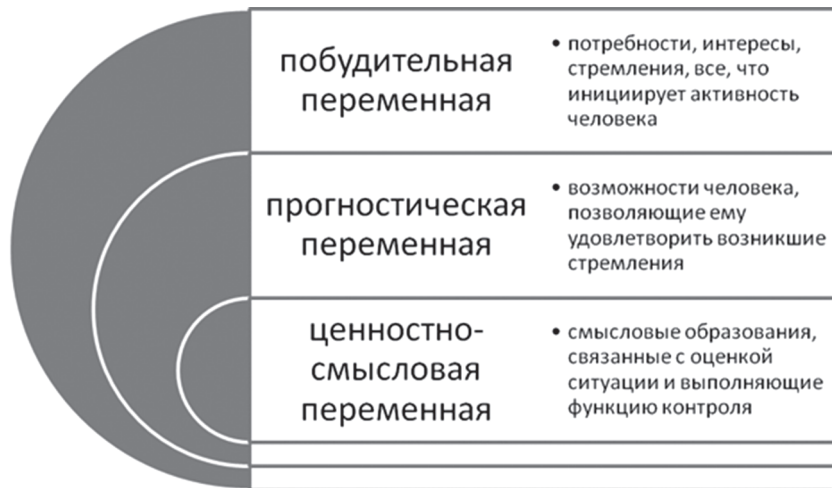 побудительная
переменная
• потребности, интересы,
стремления, все, что
инициирует активность
человека
прогностическая
переменная
• возможности человека,
позволяющие ему
удовлетворить возникшие
стремления
ценностно-
смысловая
переменная
• смысловые образования,
связанные с оценкой
ситуации и выполняющие
функцию контроля